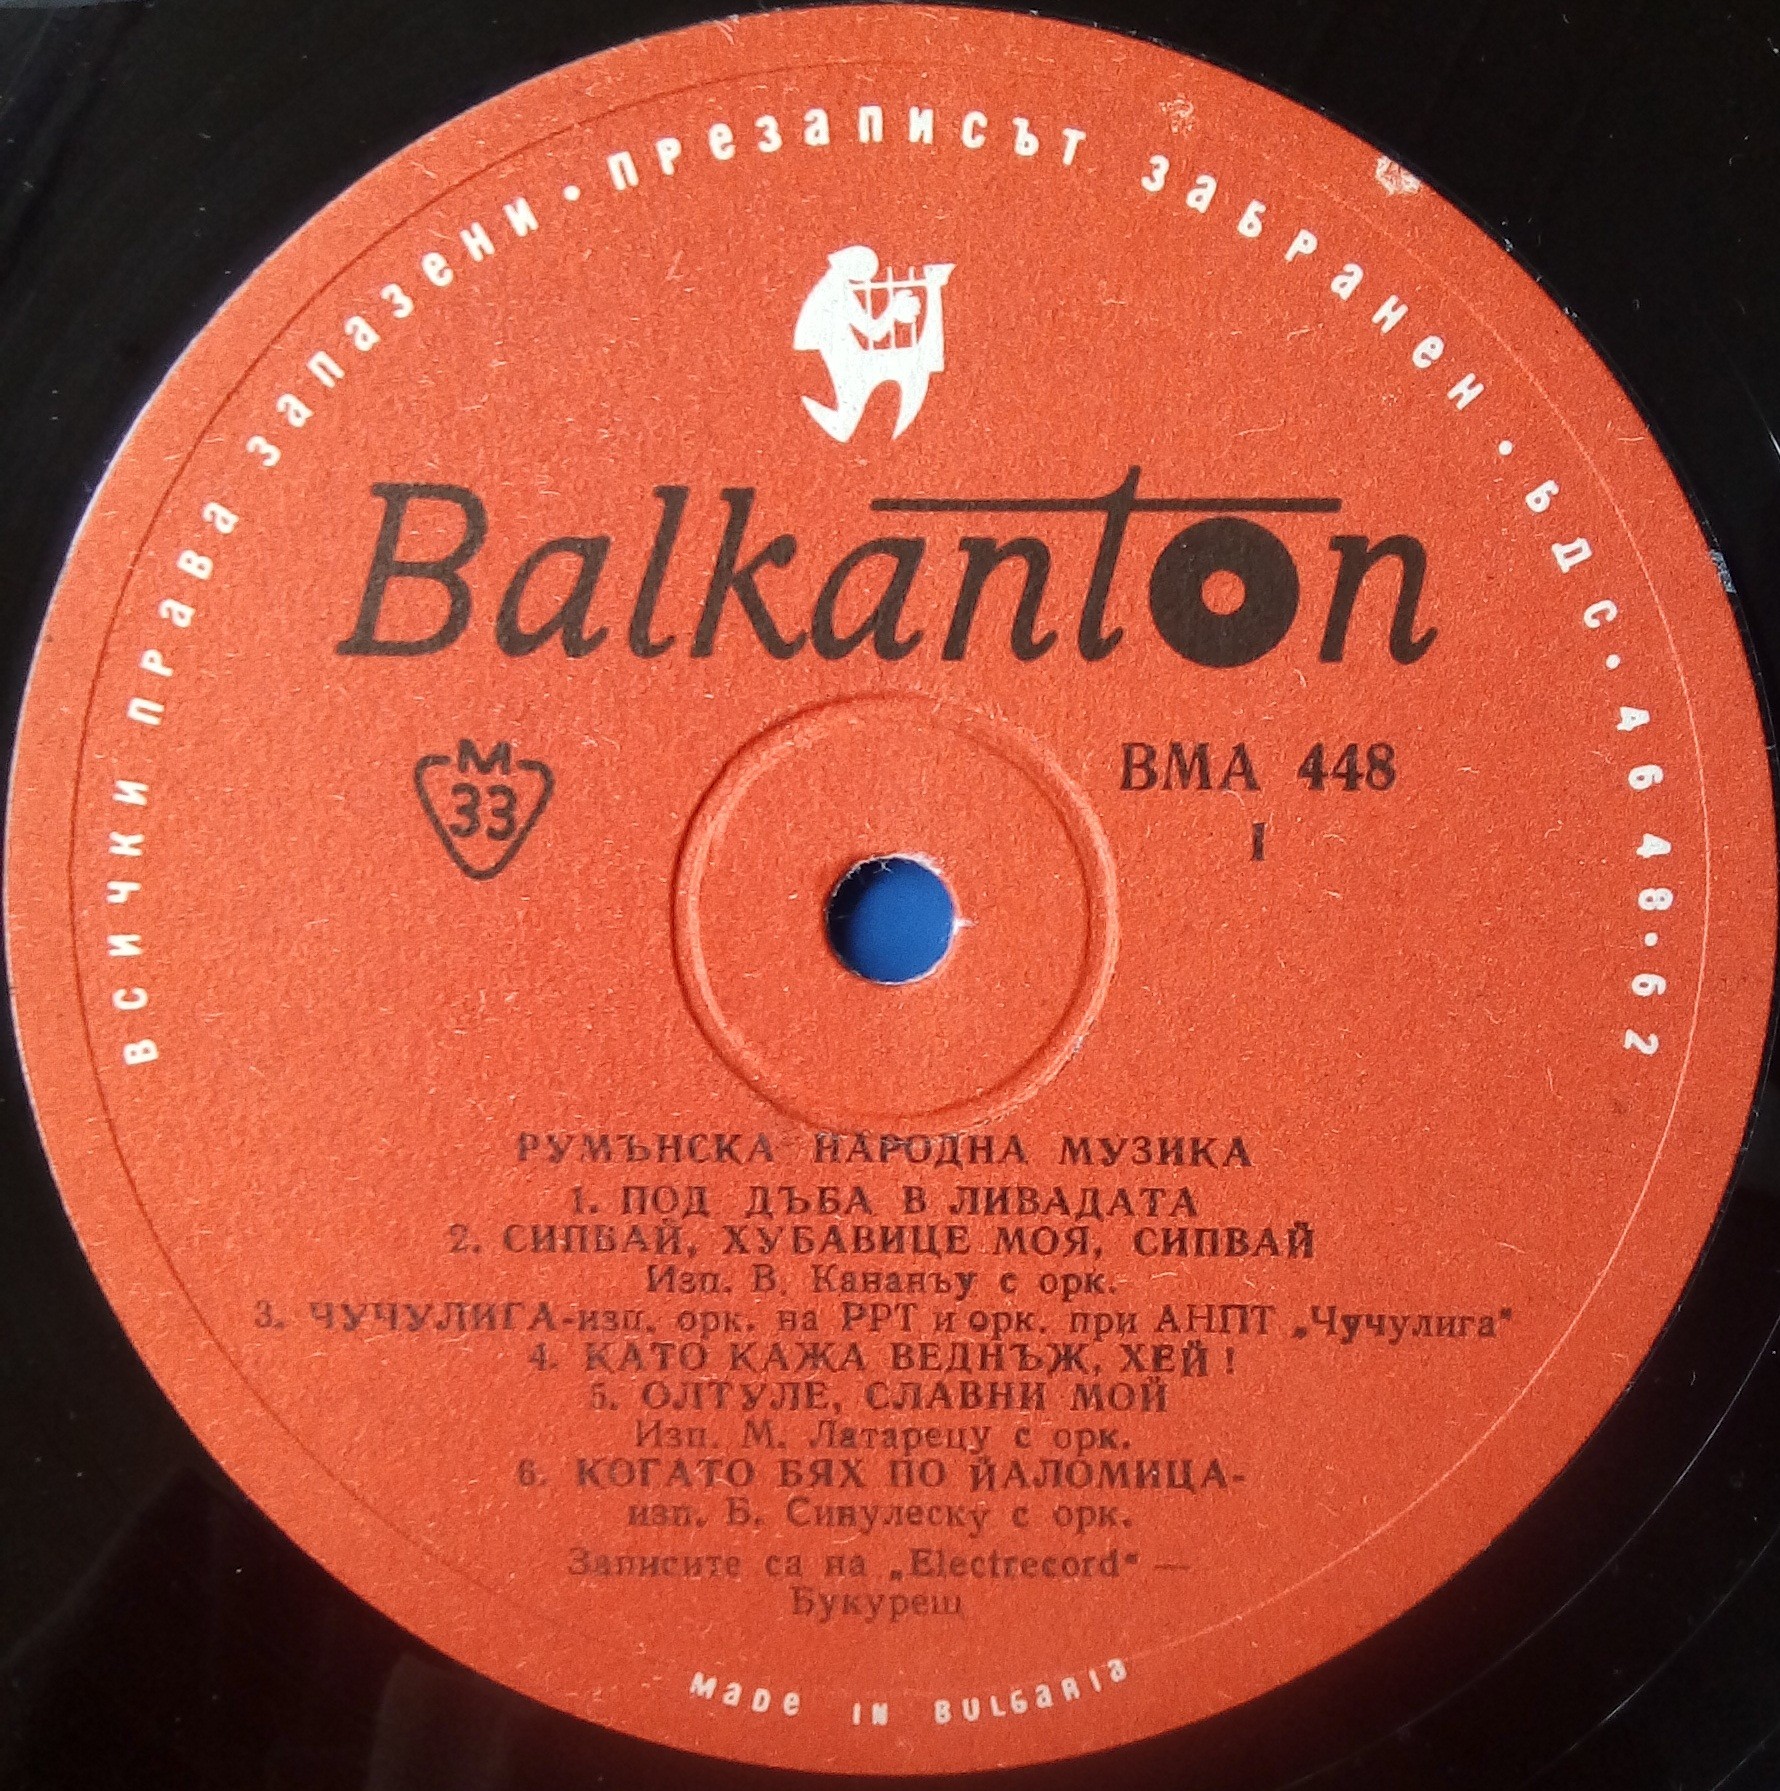 ВСИЧКИ ПРАВА ЗАПАЗЕНИ · ПРЕЗАПИСЪТ ЗАБРАНЕН · БДС · 4648 · 62
Balkanton
М
33
ВМА 448
I
РУМЪНСКА НАРОДНА МУЗИКА
1. ПОД ДЪБА В ЛИВАДАТА
2. СИПВАЙ, ХУБАВИЦЕ МОЯ, СИПВАЙ
Изп. В. Кананъу с орк.
3. ЧУЧУЛИГА-изп. орк. на РРТ и орк. при АНПТ „Чучулига“
4. КАТО КАЖА ВЕДНЪЖ, ХЕЙ !
5. ОЛТУЛЕ, СЛАВНИ МОЙ
Изп. М. Латарецу с орк.
6. КОГАТО БЯХ ПО ЙАЛОМИЦА-
изп. Б. Синулеску с орк.
Записите са на „Electrecord“ —
Букурещ
MADE IN BULGARIA